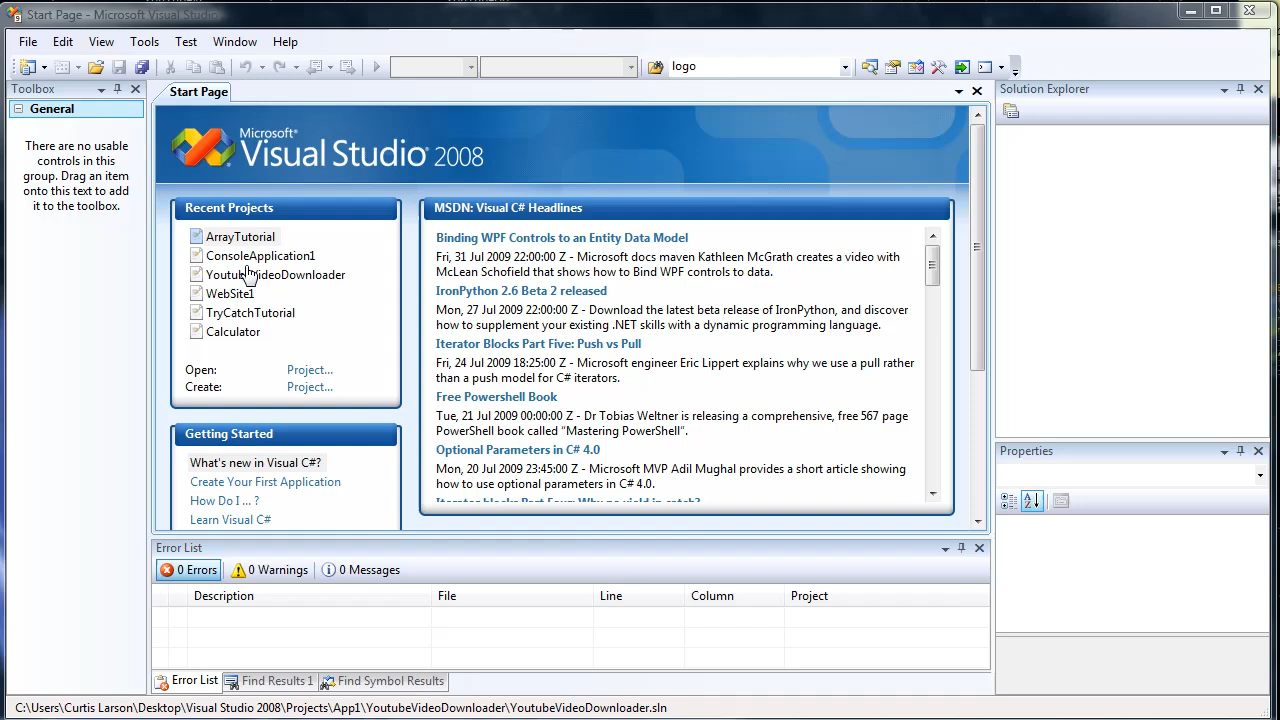 Start Page - Microsoft Visual Studio
File Edit View Tools Test Window Help
logo
Toolbox
General
There are no usable
controls in this
group. Drag an item
onto this text to add
it to the toolbox.
Start Page
Microsoft®
Visual Studio® 2008
Recent Projects
ArrayTutorial
ConsoleApplication1
YoutubeVideoDownloader
WebSite1
TryCatchTutorial
Calculator
Open: Project...
Create: Project...
Getting Started
What's new in Visual C#?
Create Your First Application
How Do I ... ?
Learn Visual C#
MSDN: Visual C# Headlines
Binding WPF Controls to an Entity Data Model
Fri, 31 Jul 2009 22:00:00 Z - Microsoft docs maven Kathleen McGrath creates a video with
McLean Schofield that shows how to Bind WPF controls to data.
IronPython 2.6 Beta 2 released
Mon, 27 Jul 2009 22:00:00 Z - Download the latest beta release of IronPython, and discover
how to supplement your existing .NET skills with a dynamic programming language.
Iterator Blocks Part Five: Push vs Pull
Fri, 24 Jul 2009 18:25:00 Z - Microsoft engineer Eric Lippert explains why we use a pull rather
than a push model for C# iterators.
Free Powershell Book
Tue, 21 Jul 2009 00:00:00 Z - Dr Tobias Weltner is releasing a comprehensive, free 567 page
PowerShell book called “Mastering PowerShell”.
Optional Parameters in C# 4.0
Mon, 20 Jul 2009 23:45:00 Z - Microsoft MVP Adil Mughal provides a short article showing
how to use optional parameters in C# 4.0.
Iterator blocks Part Four: Why no yield in catch?
Solution Explorer
Properties
Error List
0 Errors 0 Warnings 0 Messages
Description File Line Column Project
Error List Find Results 1 Find Symbol Results
C:\Users\Curtis Larson\Desktop\Visual Studio 2008\Projects\App1\YoutubeVideoDownloader\YoutubeVideoDownloader.sln